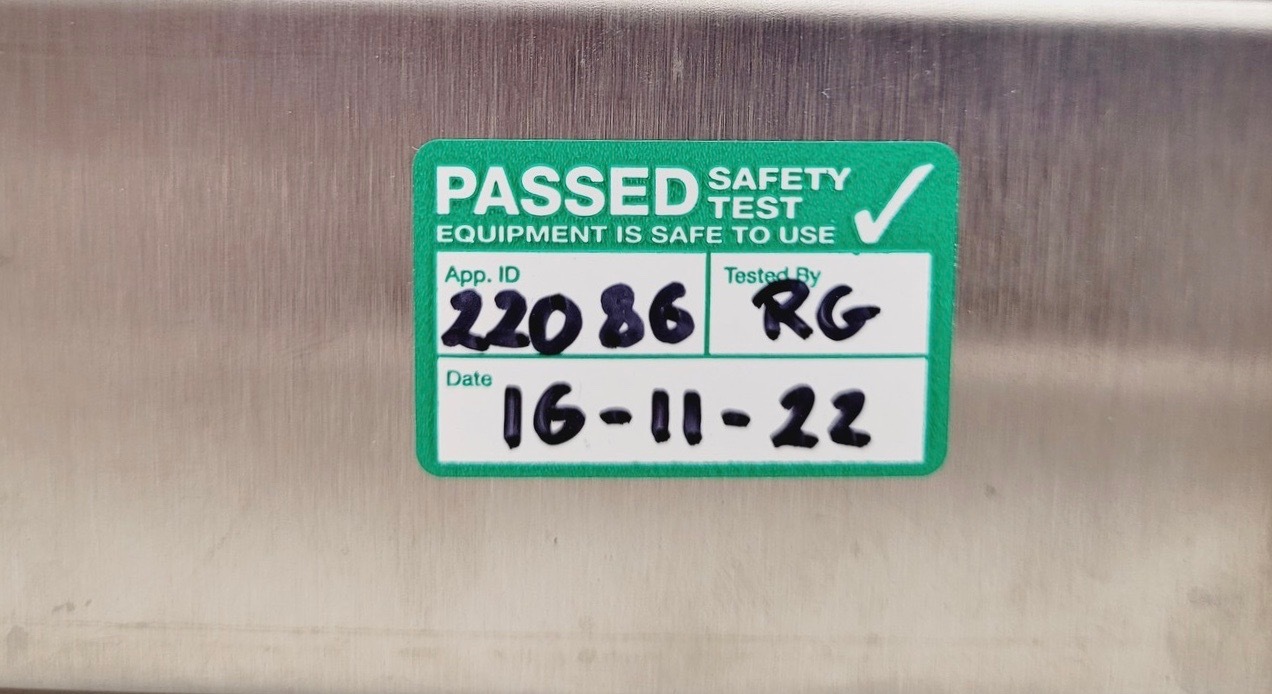 PASSED SAFETY TEST
EQUIPMENT IS SAFE TO USE
App. ID
22086
Tested By
RG
Date
16-11-22